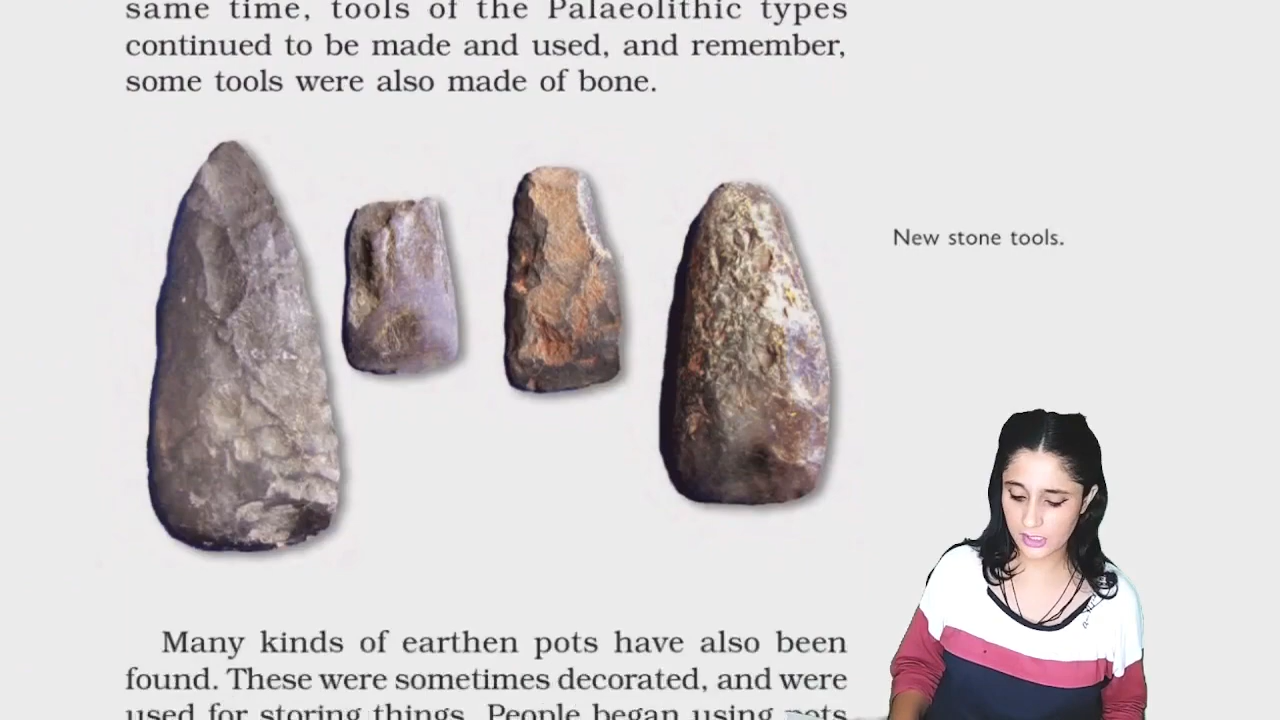 same time, tools of the Palaeolithic types
continued to be made and used, and remember,
some tools were also made of bone.
New stone tools.
Many kinds of earthen pots have also been
found. These were sometimes decorated, and were
used for storing things. People began using pots